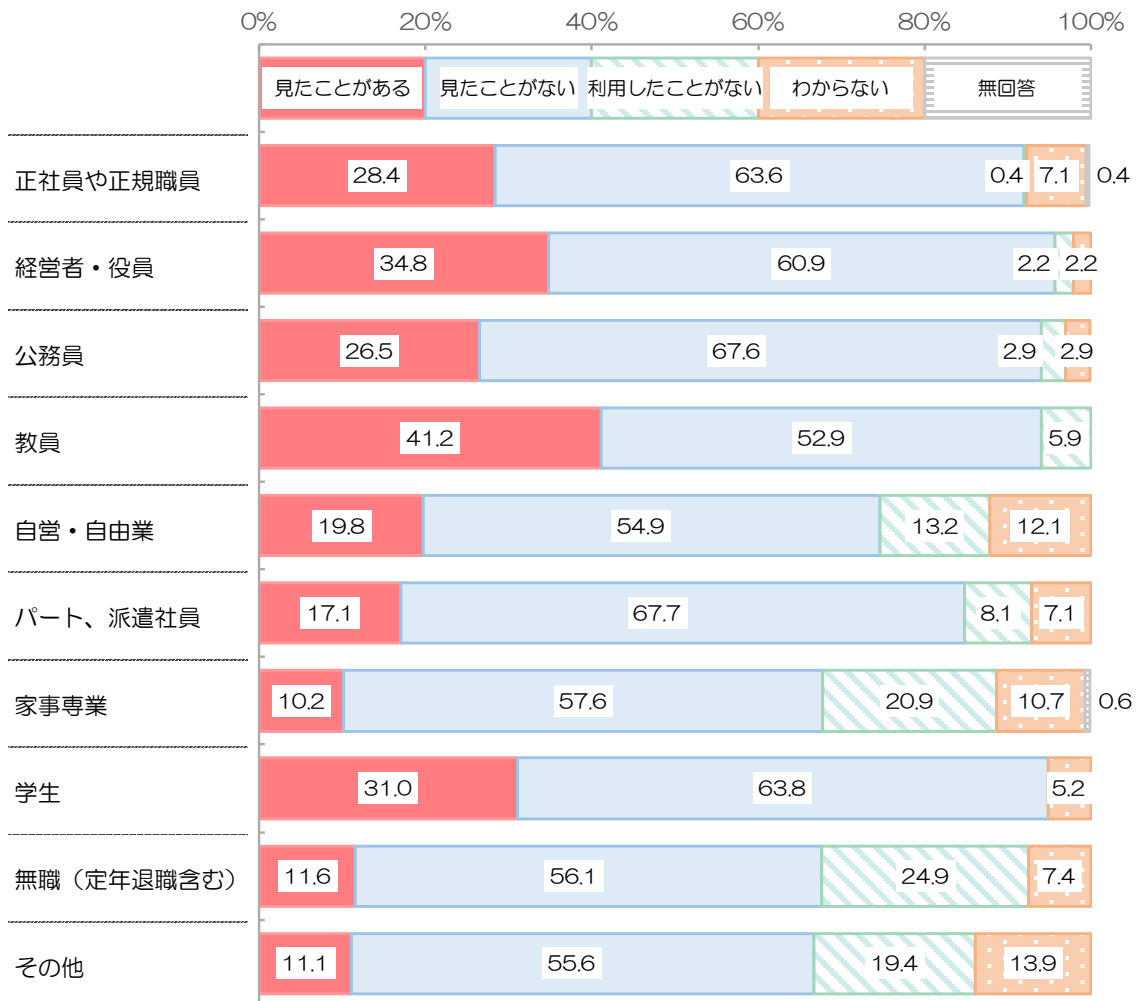 0% 20% 40% 60% 80% 100%
見たことがある 見たことがない 利用したことがない わからない 無回答
正社員や正規職員 28.4 63.6 0.4 7.1 0.4
経営者・役員 34.8 60.9 2.2 2.2
公務員 26.5 67.6 2.9 2.9
教員 41.2 52.9 5.9
自営・自由業 19.8 54.9 13.2 12.1
パート、派遣社員 17.1 67.7 8.1 7.1
家事専業 10.2 57.6 20.9 10.7 0.6
学生 31.0 63.8 5.2
無職（定年退職含む） 11.6 56.1 24.9 7.4
その他 11.1 55.6 19.4 13.9